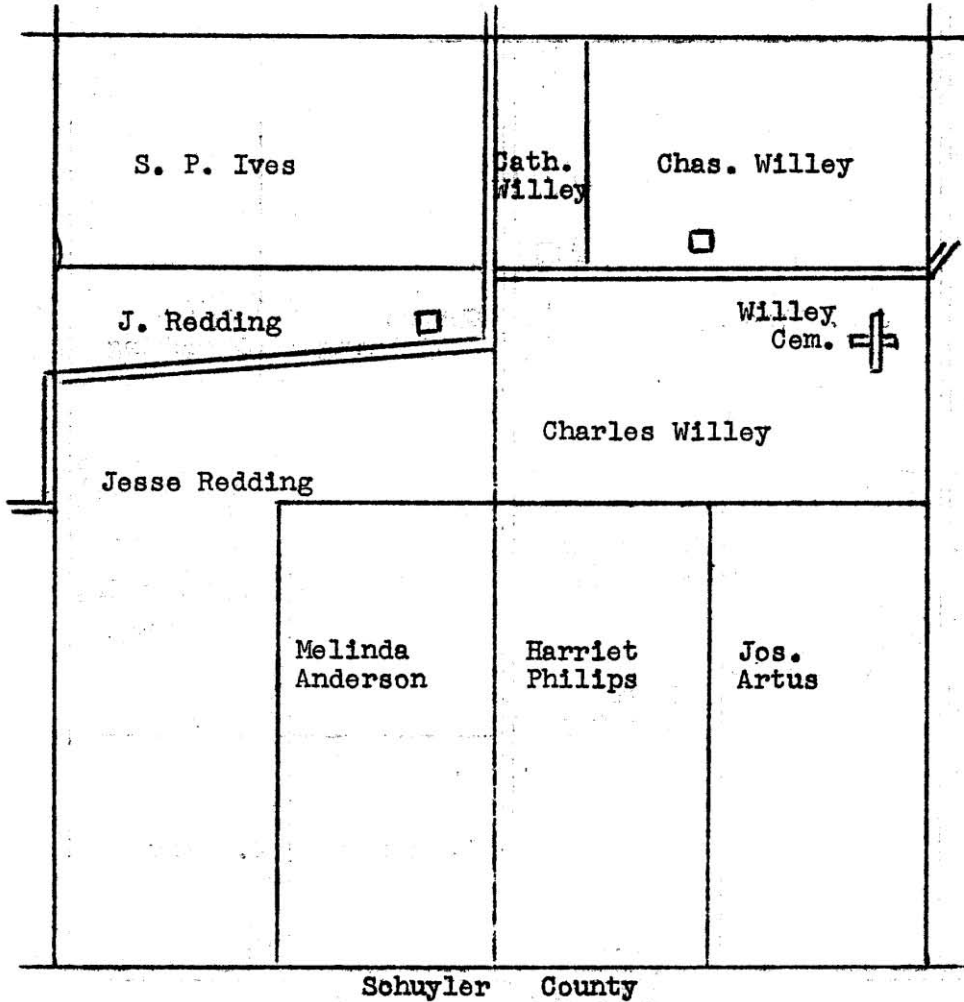 S. P. Ives
Cath.
Willey
Chas. Willey
J. Redding
Willey
Cem.
Charles Willey
Jesse Redding
Melinda
Anderson
Harriet
Philips
Jos.
Artus
Schuyler County